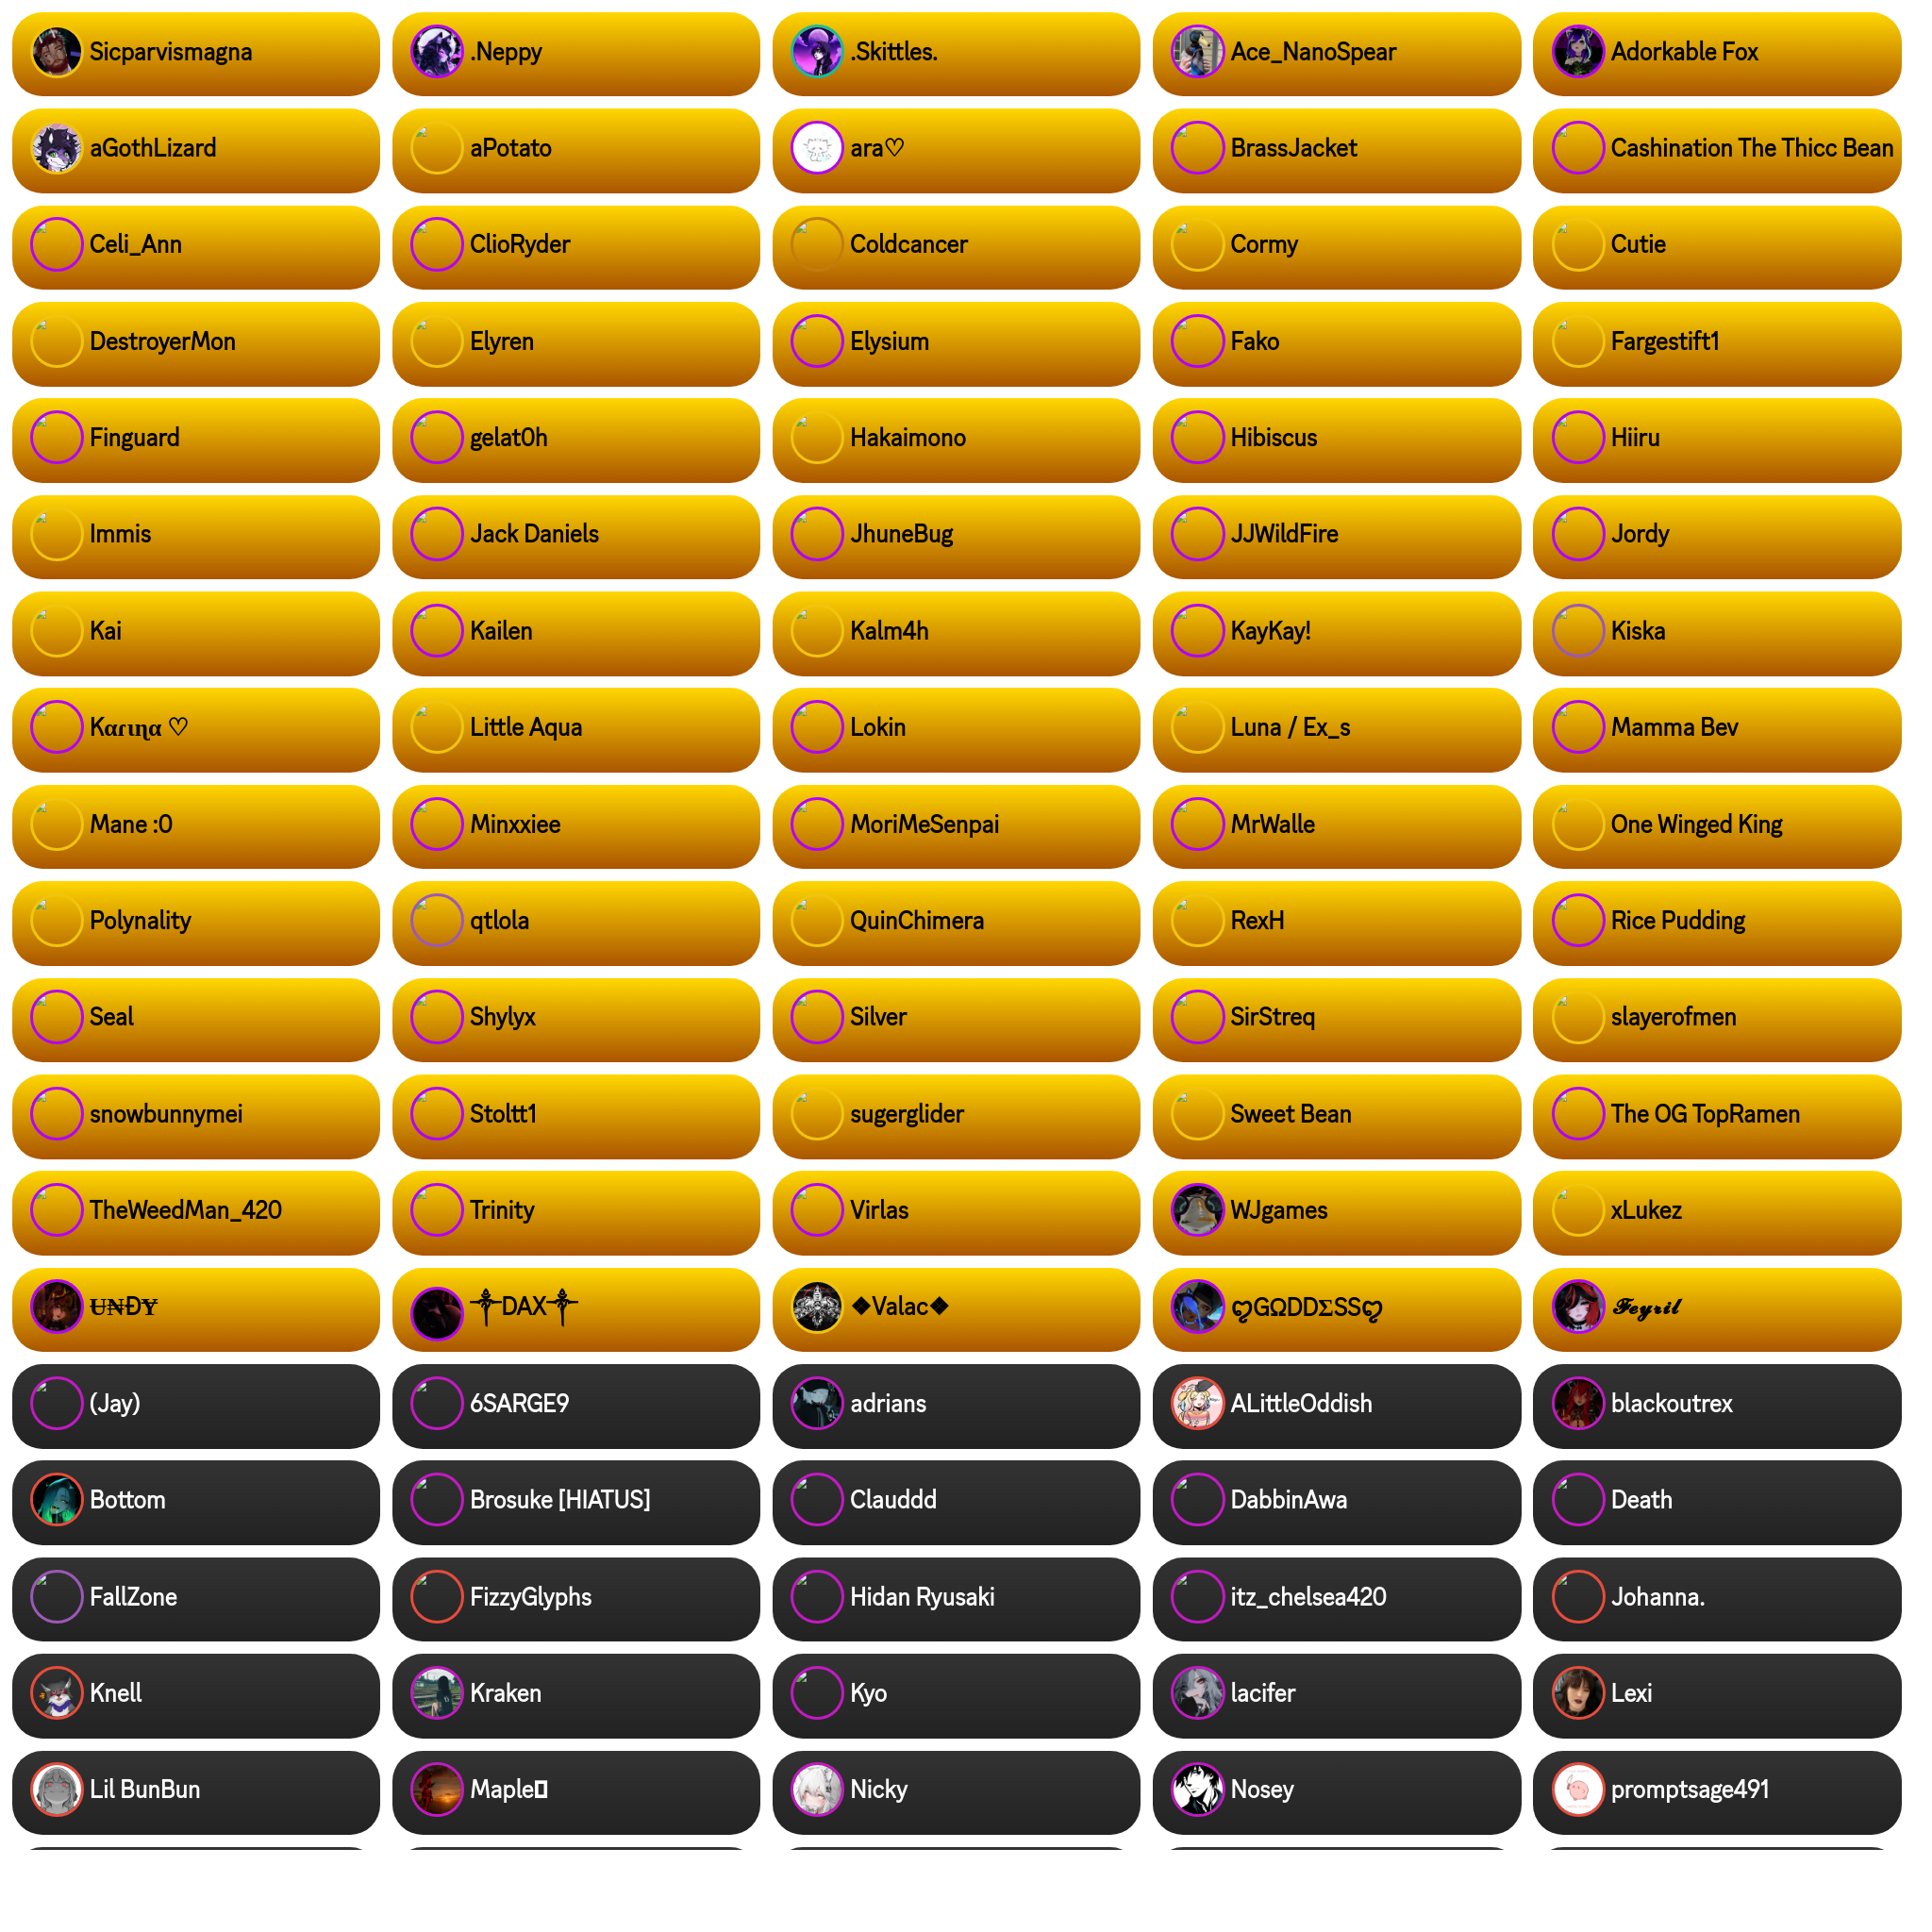 Sicparvismagna
.Neppy
.Skittles.
Ace_NanoSpear
Adorkable Fox
aGothLizard
aPotato
ara♡
BrassJacket
Cashination The Thicc Bean
Celi_Ann
ClioRyder
Coldcancer
Cormy
Cutie
DestroyerMon
Elyren
Elysium
Fako
Fargestift1
Finguard
gelat0h
Hakaimono
Hibiscus
Hiiru
Immis
Jack Daniels
JhuneBug
JJWildFire
Jordy
Kai
Kailen
Kalm4h
KayKay!
Kiska
Kαɾιɳα ♡
Little Aqua
Lokin
Luna / Ex_s
Mamma Bev
Mane :0
Minxxiee
MoriMeSenpai
MrWalle
One Winged King
Polynality
qtlola
QuinChimera
RexH
Rice Pudding
Seal
Shylyx
Silver
SirStreq
slayerofmen
snowbunnymei
Stoltt1
sugerglider
Sweet Bean
The OG TopRamen
TheWeedMan_420
Trinity
Virlas
WJgames
xLukez
U̶₦ĐɎ
༒DAX༒
❖Valac❖
ღGΩDDΣSSღ
𝓕𝓮𝔂𝓻𝓲𝓵
(Jay)
6SARGE9
adrians
ALittleOddish
blackoutrex
Bottom
Brosuke [HIATUS]
Clauddd
DabbinAwa
Death
FallZone
FizzyGlyphs
Hidan Ryusaki
itz_chelsea420
Johanna.
Knell
Kraken
Kyo
lacifer
Lexi
Lil BunBun
Maple
Nicky
Nosey
promptsage491